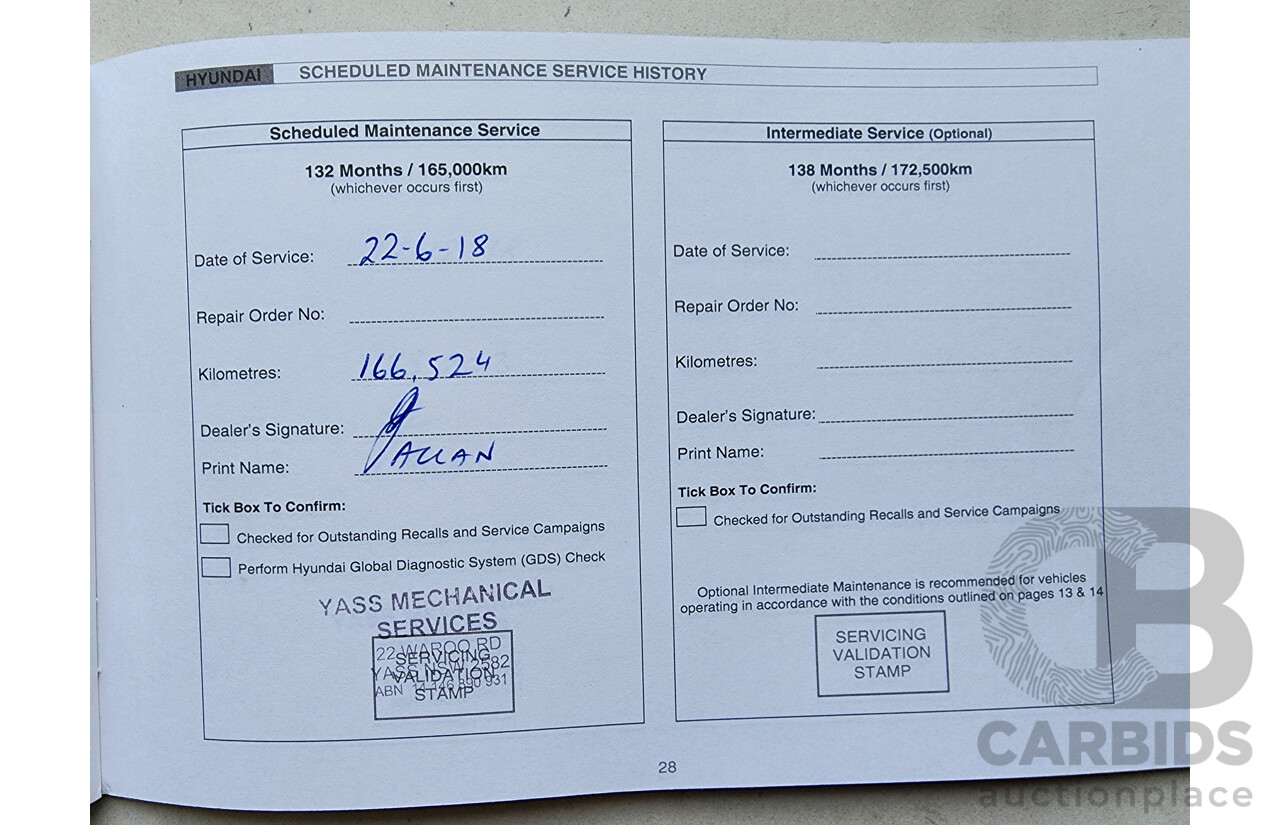 HYUNDAI SCHEDULED MAINTENANCE SERVICE HISTORY
Scheduled Maintenance Service
132 Months / 165,000km
(whichever occurs first)
Date of Service: 22-6-18
Repair Order No:
Kilometres: 166,524
Dealer's Signature:
Print Name: ALLAN
Tick Box To Confirm:
Checked for Outstanding Recalls and Service Campaigns
Perform Hyundai Global Diagnostic System (GDS) Check
YASS MECHANICAL
SERVICES
22 WAROO RD
SERVICING
YASS NSW 2582
VALIDATION
ABN 14 146 890 931
STAMP
Intermediate Service (Optional)
138 Months / 172,500km
(whichever occurs first)
Date of Service:
Repair Order No:
Kilometres:
Dealer's Signature:
Print Name:
Tick Box To Confirm:
Checked for Outstanding Recalls and Service Campaigns
Optional Intermediate Maintenance is recommended for vehicles
operating in accordance with the conditions outlined on pages 13 & 14
SERVICING
VALIDATION
STAMP
28
CARBIDS
auctionplace